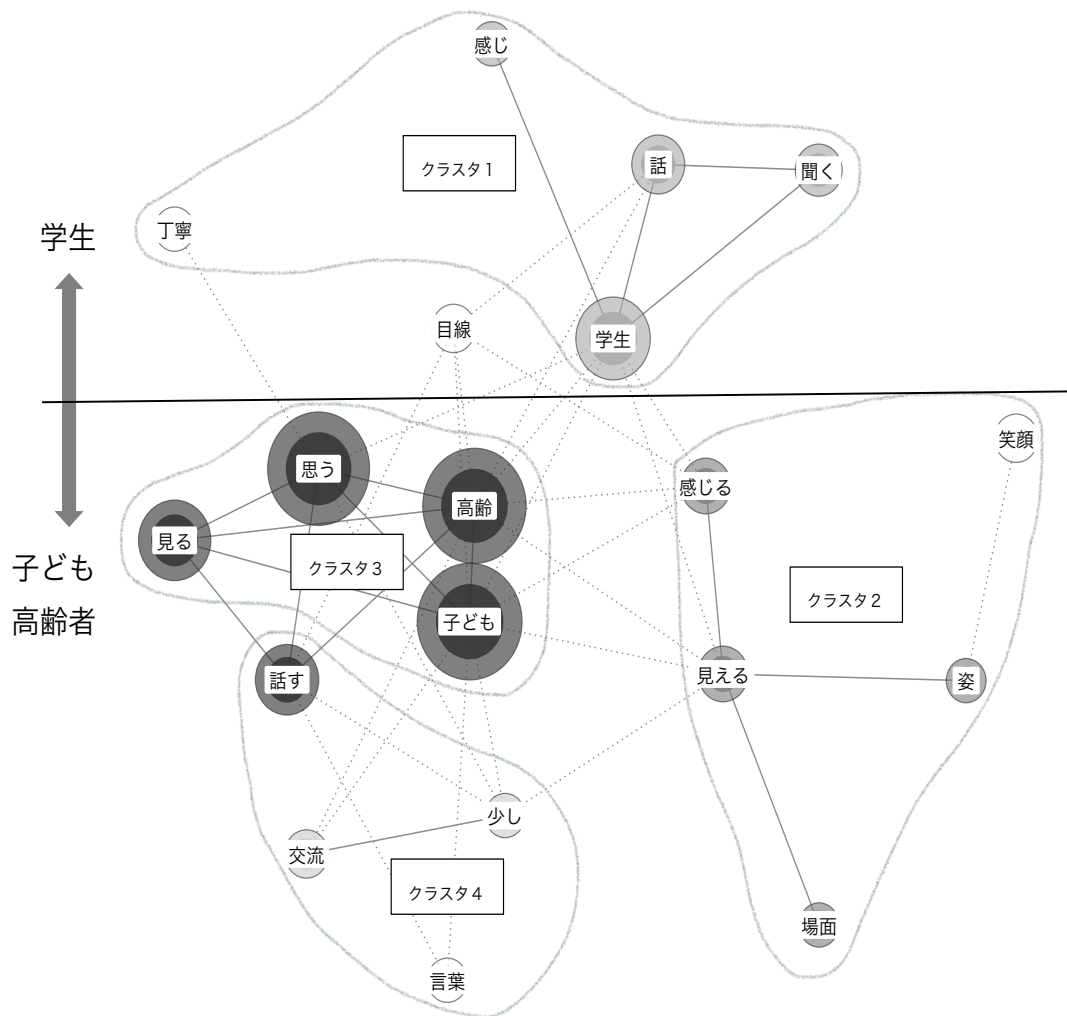 感じ
クラスタ１
話
聞く
丁寧
学生
目線
学生
思う
高齢
見る
クラスタ３
子ども
高齢者
子ども
話す
感じる
笑顔
クラスタ２
見える
姿
少し
交流
クラスタ４
場面
言葉